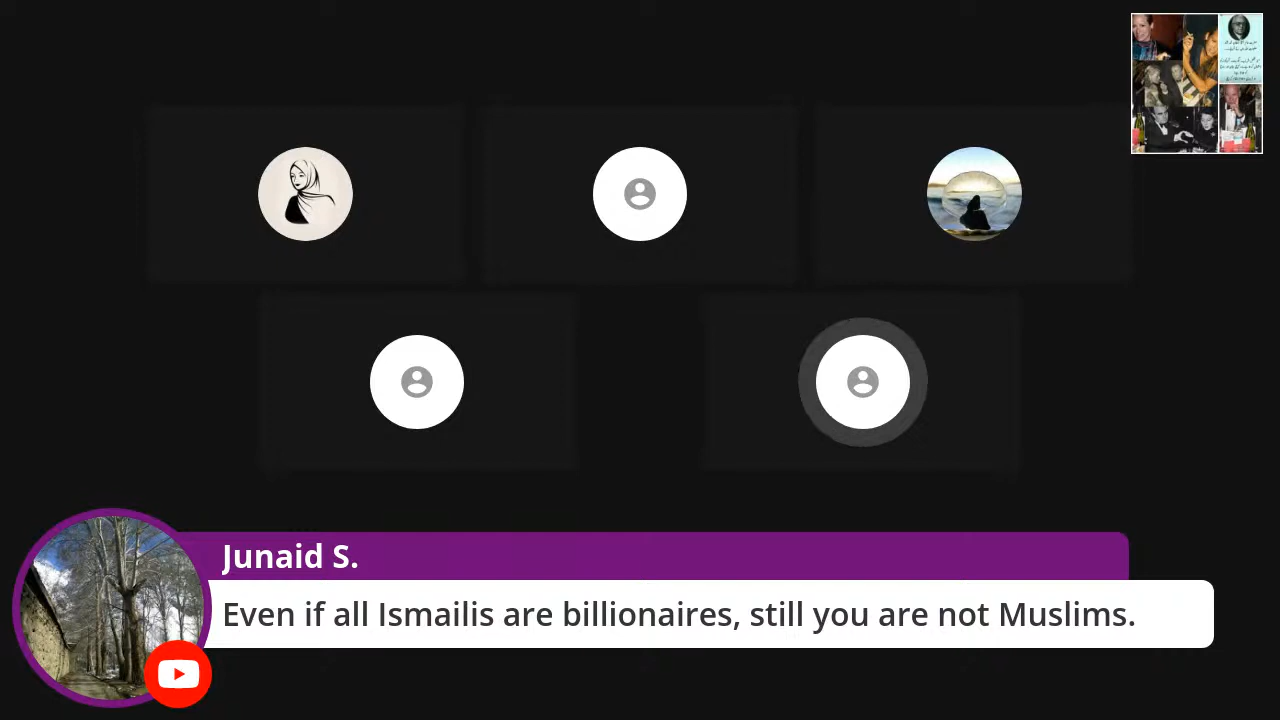 Junaid S.
Even if all Ismailis are billionaires, still you are not Muslims.